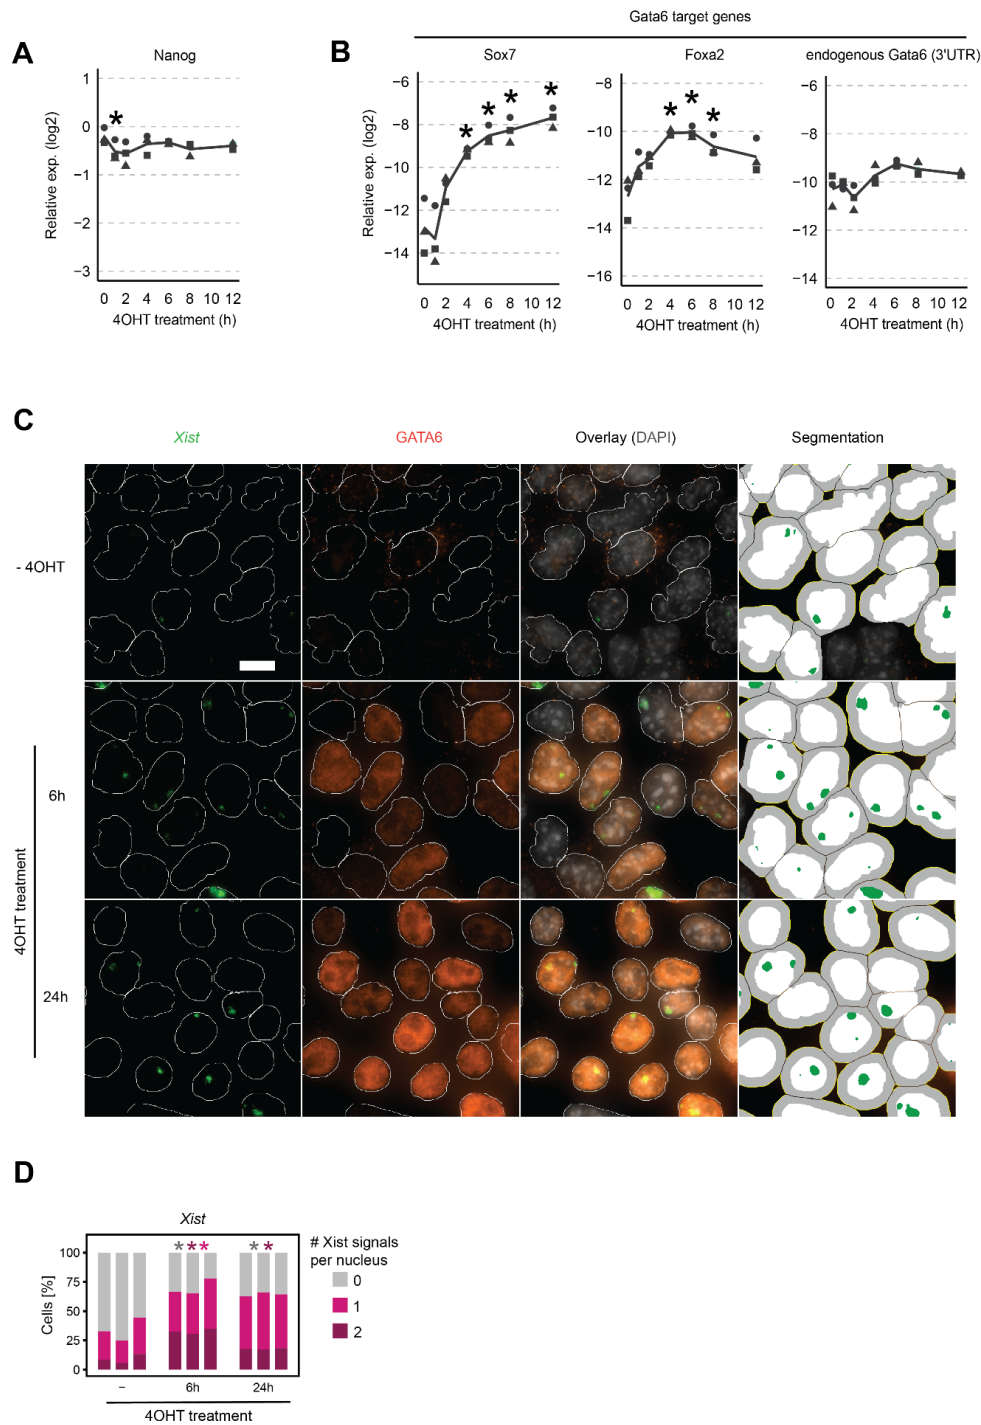 Gata6 target genes
A
B
Nanog
Sox7
Foxa2
endogenous Gata6 (3'UTR)
Relative exp. (log2)
1
0
−1
−2
−3
*
0 2 4 6 8 10 12
4OHT treatment (h)
Relative exp. (log2)
−6
−8
−10
−12
−14
* * * *
0 2 4 6 8 10 12
4OHT treatment (h)
−8
−10
−12
−14
−16
* * *
0 2 4 6 8 10 12
4OHT treatment (h)
−6
−8
−10
−12
−14
0 2 4 6 8 10 12
4OHT treatment (h)
C
Xist
GATA6
Overlay (DAPI)
Segmentation
- 4OHT
4OHT treatment
6h
24h
D
Xist
Cells [%]
100
75
50
25
0
* * *
* *
− 6h 24h
4OHT treatment
# Xist signals
per nucleus
0
1
2